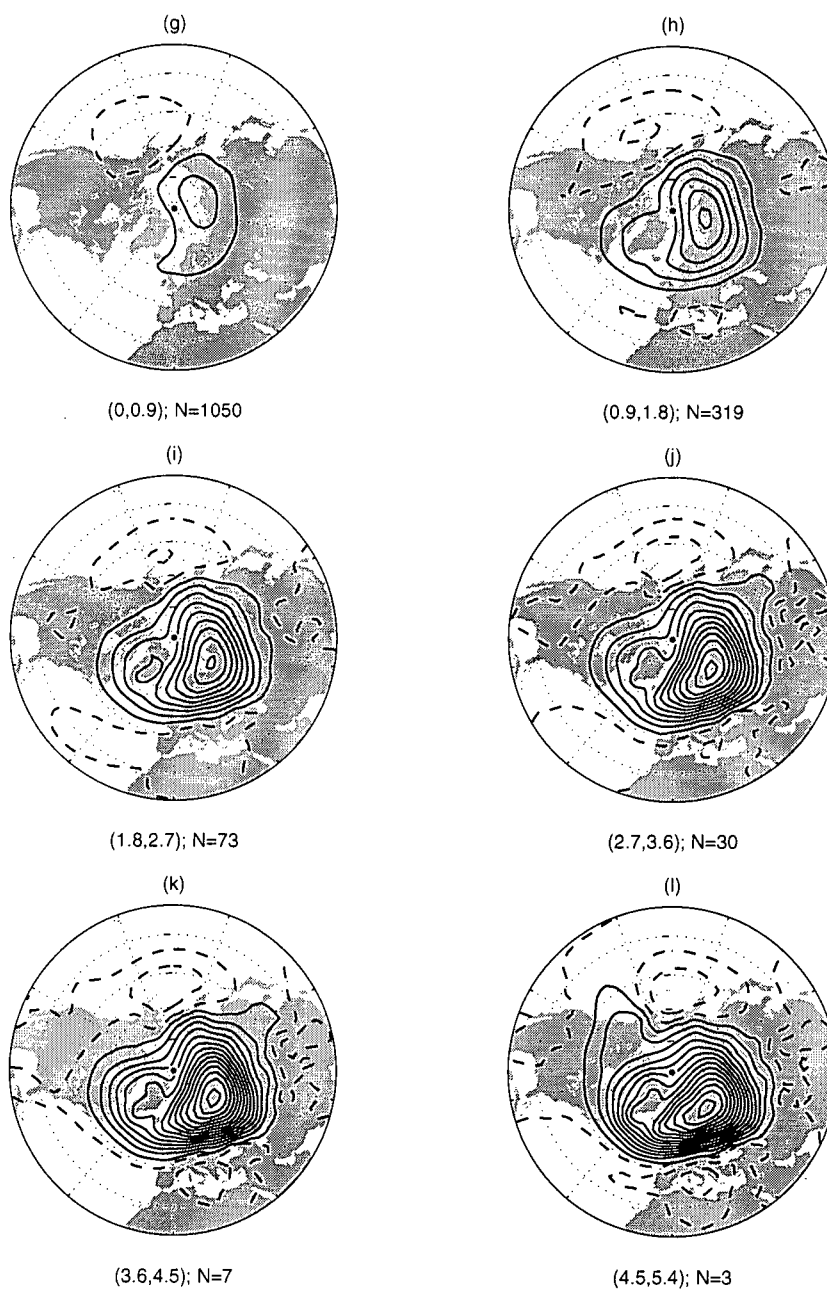 (g)
(h)
(0,0.9); N=1050
(0.9,1.8); N=319
(i)
(j)
(1.8,2.7); N=73
(2.7,3.6); N=30
(k)
(l)
(3.6,4.5); N=7
(4.5,5.4); N=3